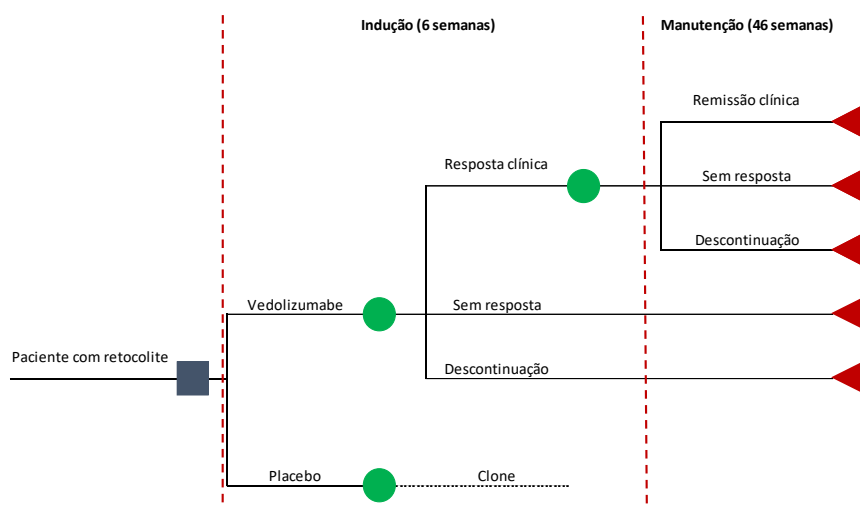 Indução (6 semanas)
Manutenção (46 semanas)
Remissão clínica
Resposta clínica
Sem resposta
Descontinuação
Vedolizumabe
Sem resposta
Paciente com retocolite
Descontinuação
Placebo
Clone